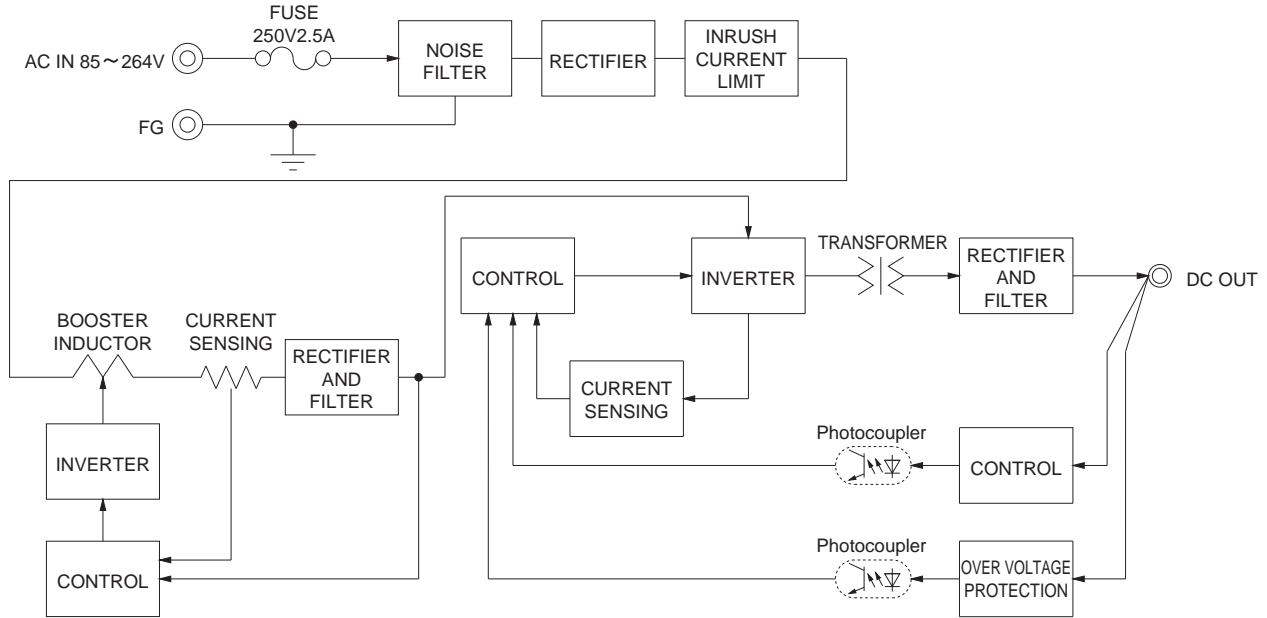 FUSE
250V2.5A
AC IN 85～264V
NOISE
FILTER
RECTIFIER
INRUSH
CURRENT
LIMIT
FG
CONTROL
INVERTER
TRANSFORMER
RECTIFIER
AND
FILTER
DC OUT
BOOSTER
INDUCTOR
CURRENT
SENSING
RECTIFIER
AND
FILTER
CURRENT
SENSING
INVERTER
Photocoupler
CONTROL
CONTROL
Photocoupler
OVER VOLTAGE
PROTECTION